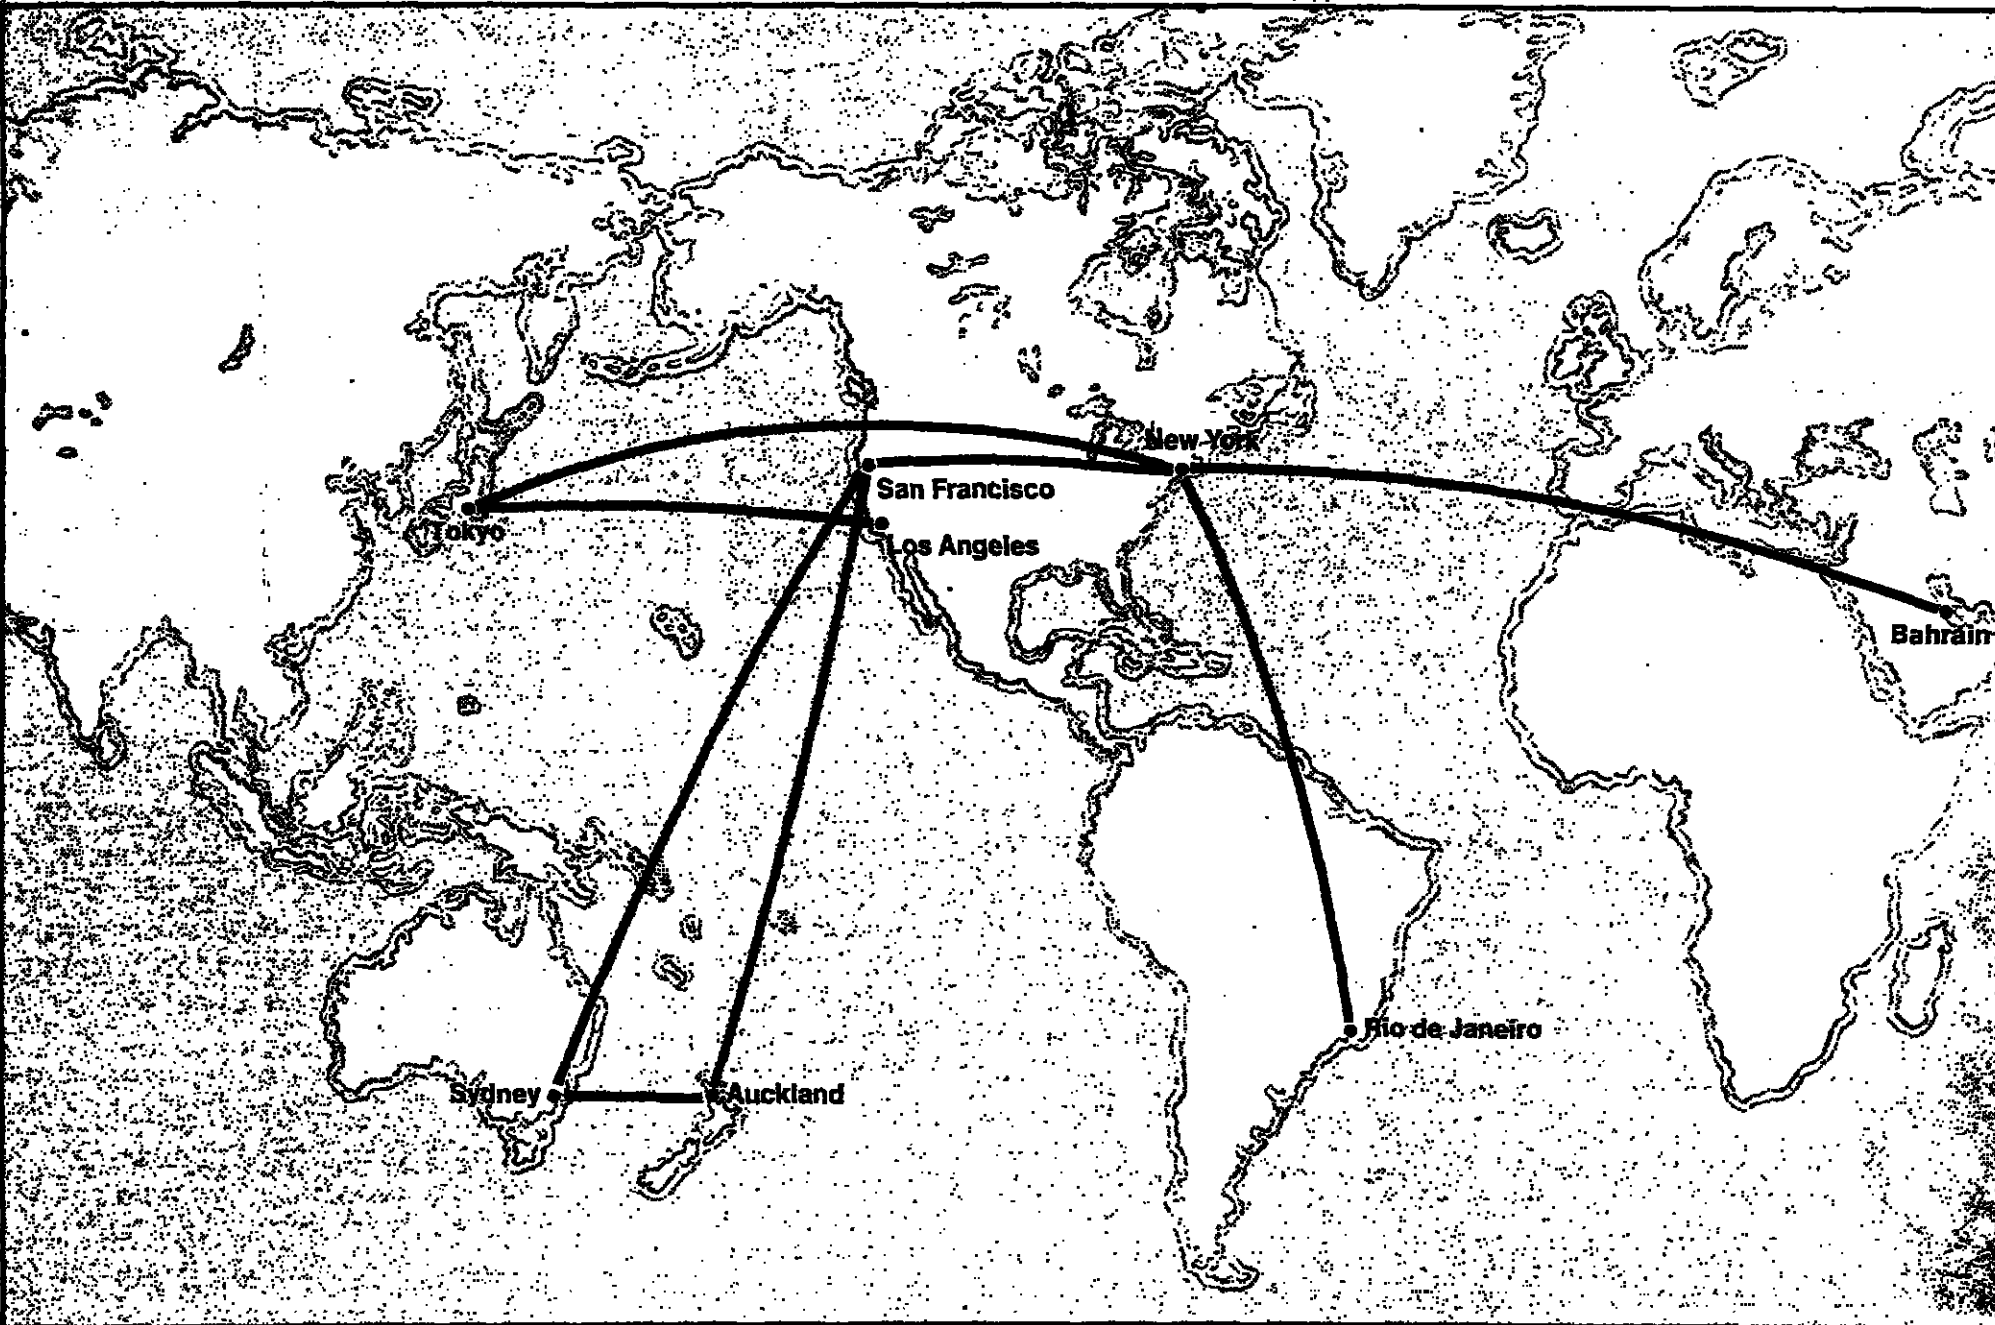 New York
San Francisco
Tokyo
Los Angeles
Bahrain
Rio de Janeiro
Sydney
Auckland